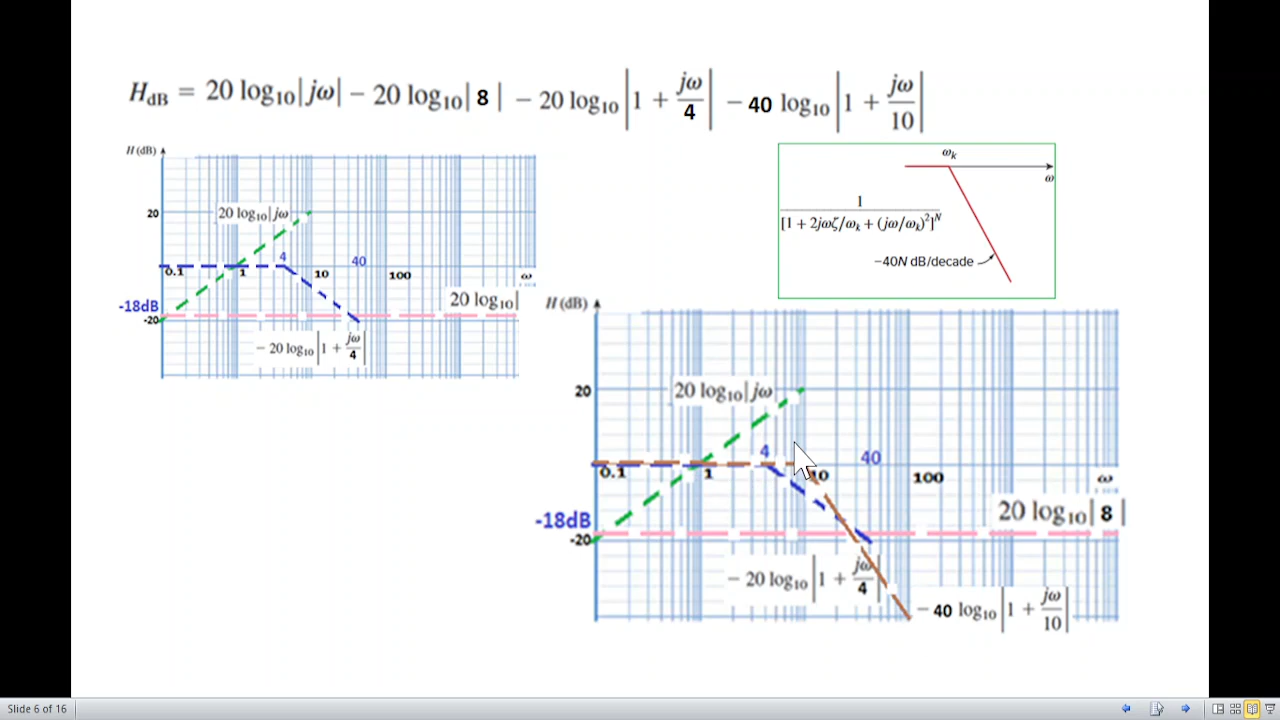 H_dB = 20 log₁₀|jω| − 20 log₁₀| 8 | − 20 log₁₀|1 + jω/4| − 40 log₁₀|1 + jω/10|
H (dB)
20
20 log₁₀|jω
4
40
0.1
1
10
100
ω
-18dB
-20
20 log₁₀|
− 20 log₁₀|1 + jω/4|
ω_k
ω
1/[1 + 2jωζ/ω_k + (jω/ω_k)²]^N
−40N dB/decade
H (dB)
20
20 log₁₀|jω
4
40
0.1
1
10
100
ω
-18dB
-20
20 log₁₀| 8 |
− 20 log₁₀|1 + jω/4|
− 40 log₁₀|1 + jω/10|
Slide 6 of 16